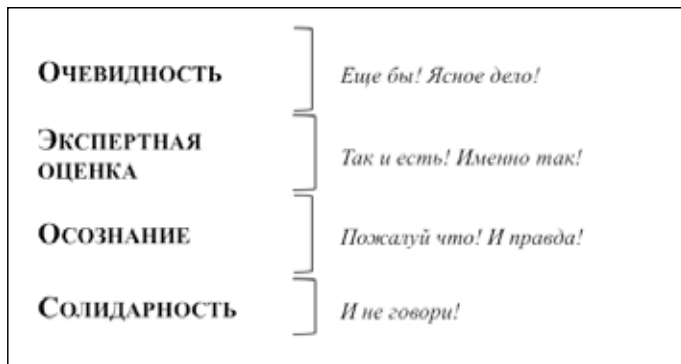 Очевидность
Еще бы! Ясное дело!
Экспертная
оценка
Так и есть! Именно так!
Осознание
Пожалуй что! И правда!
Солидарность
И не говори!